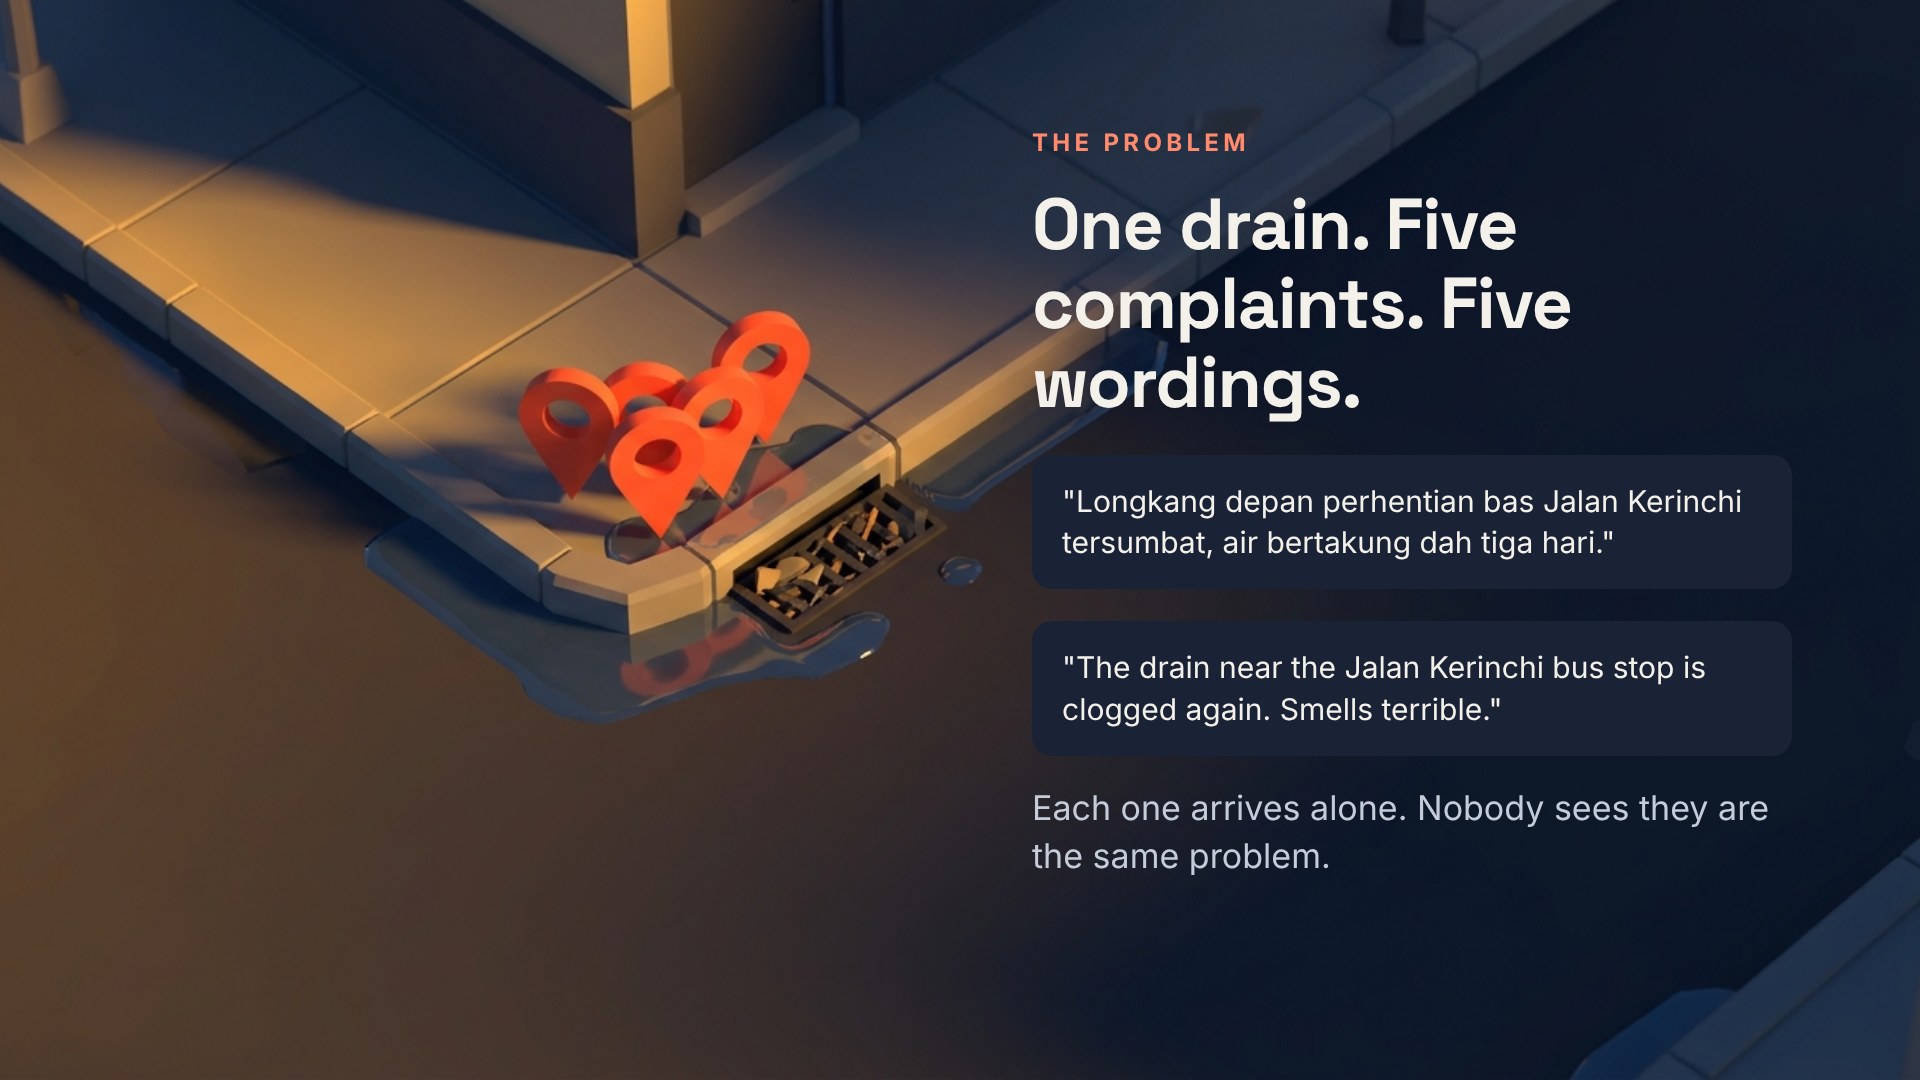 THE PROBLEM
One drain. Five
complaints. Five
wordings.
"Longkang depan perhentian bas Jalan Kerinchi
tersumbat, air bertakung dah tiga hari."
"The drain near the Jalan Kerinchi bus stop is
clogged again. Smells terrible."
Each one arrives alone. Nobody sees they are
the same problem.